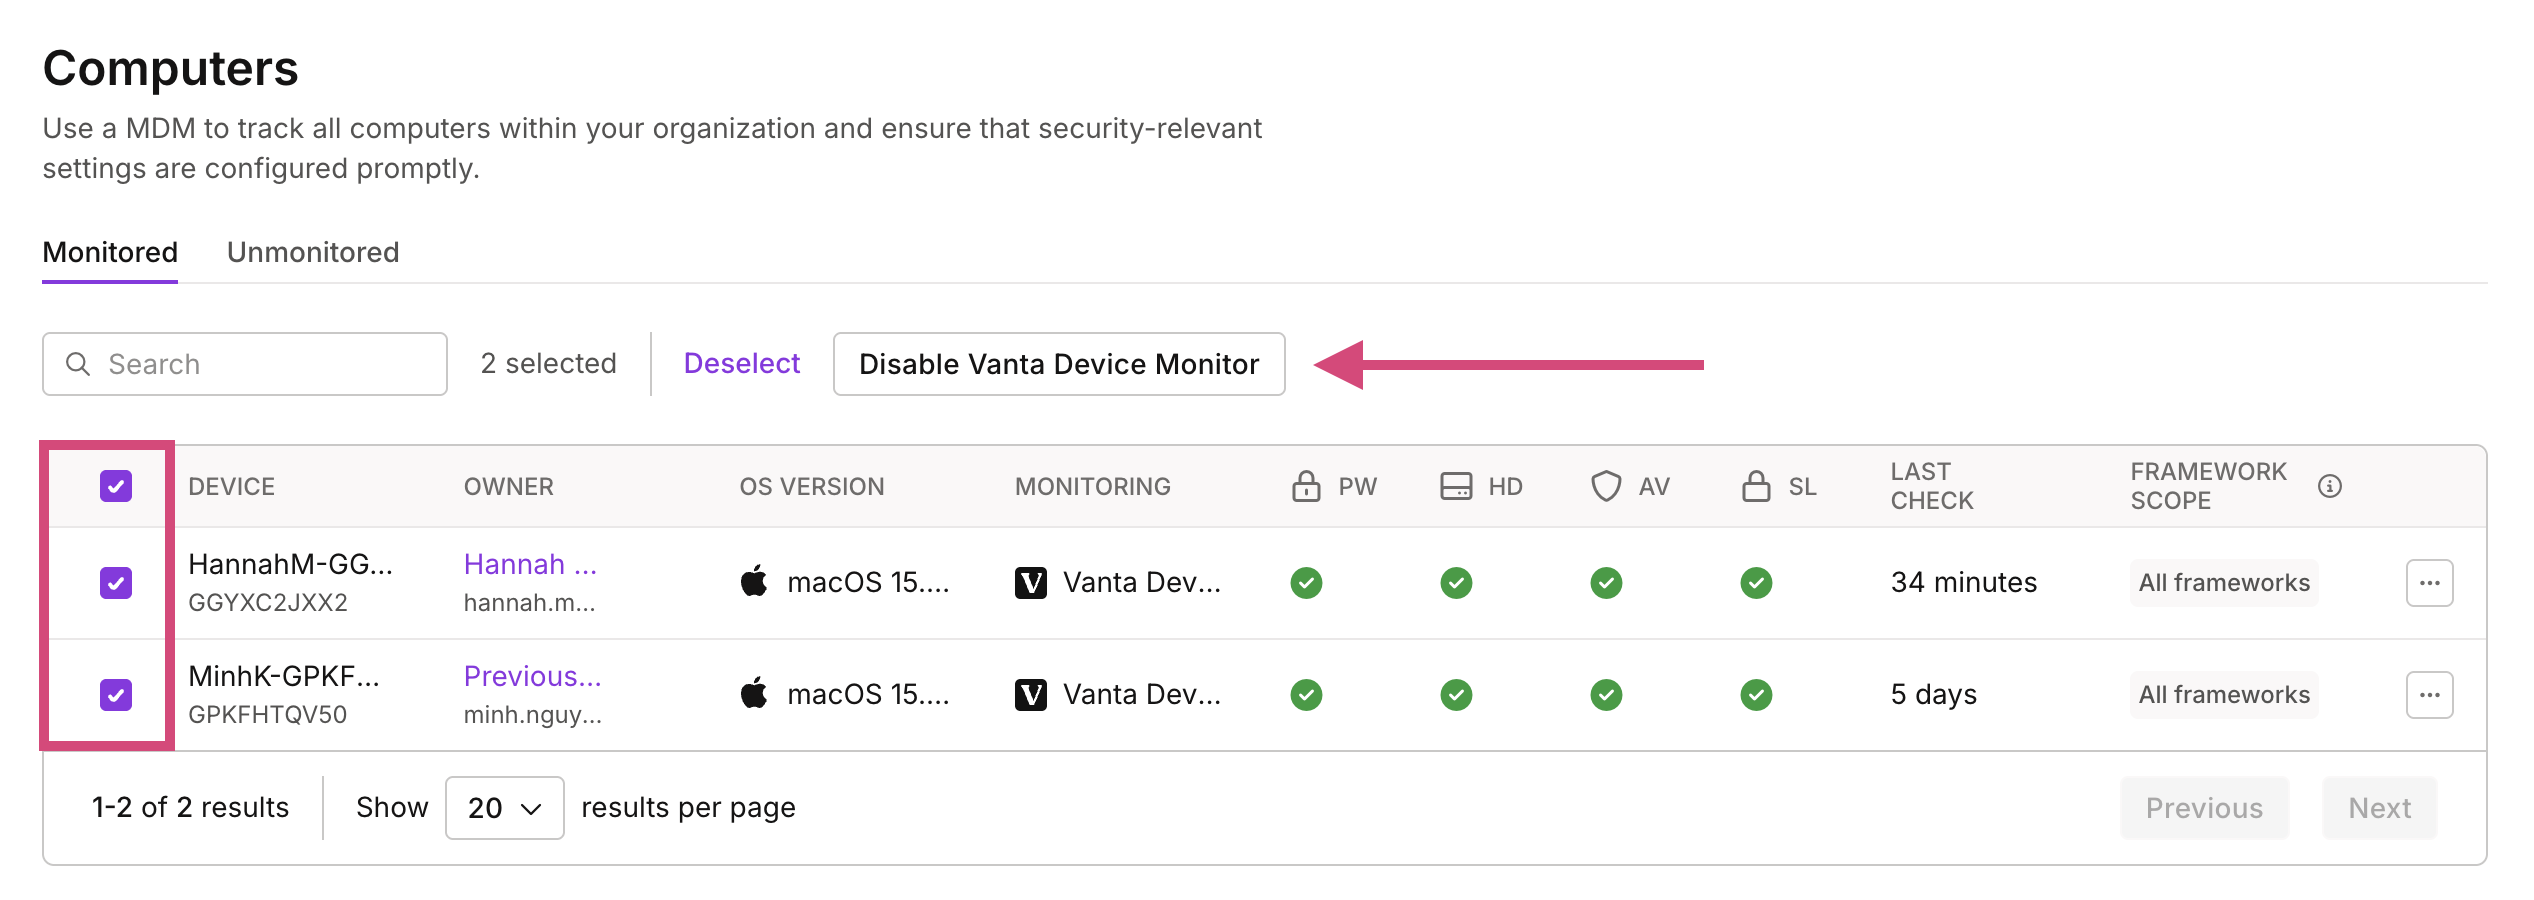 Computers
Use a MDM to track all computers within your organization and ensure that security-relevant
settings are configured promptly.
Monitored Unmonitored
Search 2 selected Deselect Disable Vanta Device Monitor
DEVICE OWNER OS VERSION MONITORING PW HD AV SL LAST CHECK FRAMEWORK SCOPE
HannahM-GG... Hannah ... macOS 15.... V Vanta Dev... 34 minutes All frameworks
GGYXC2JXX2 hannah.m...
MinhK-GPKF... Previous... macOS 15.... V Vanta Dev... 5 days All frameworks
GPKFHTQV50 minh.nguy...
1-2 of 2 results Show 20 results per page Previous Next